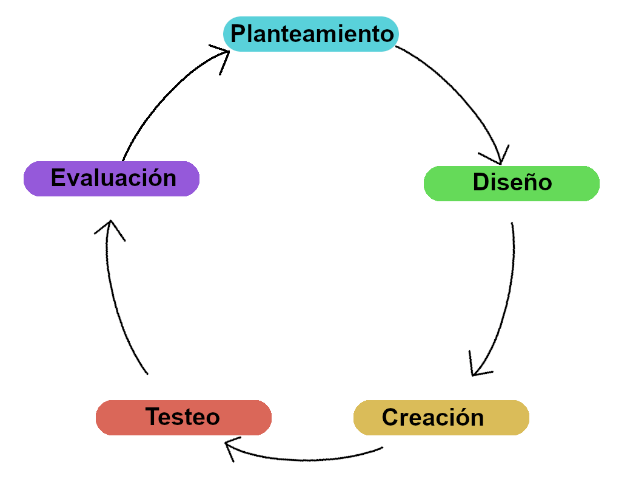 Planteamiento
Diseño
Creación
Testeo
Evaluación